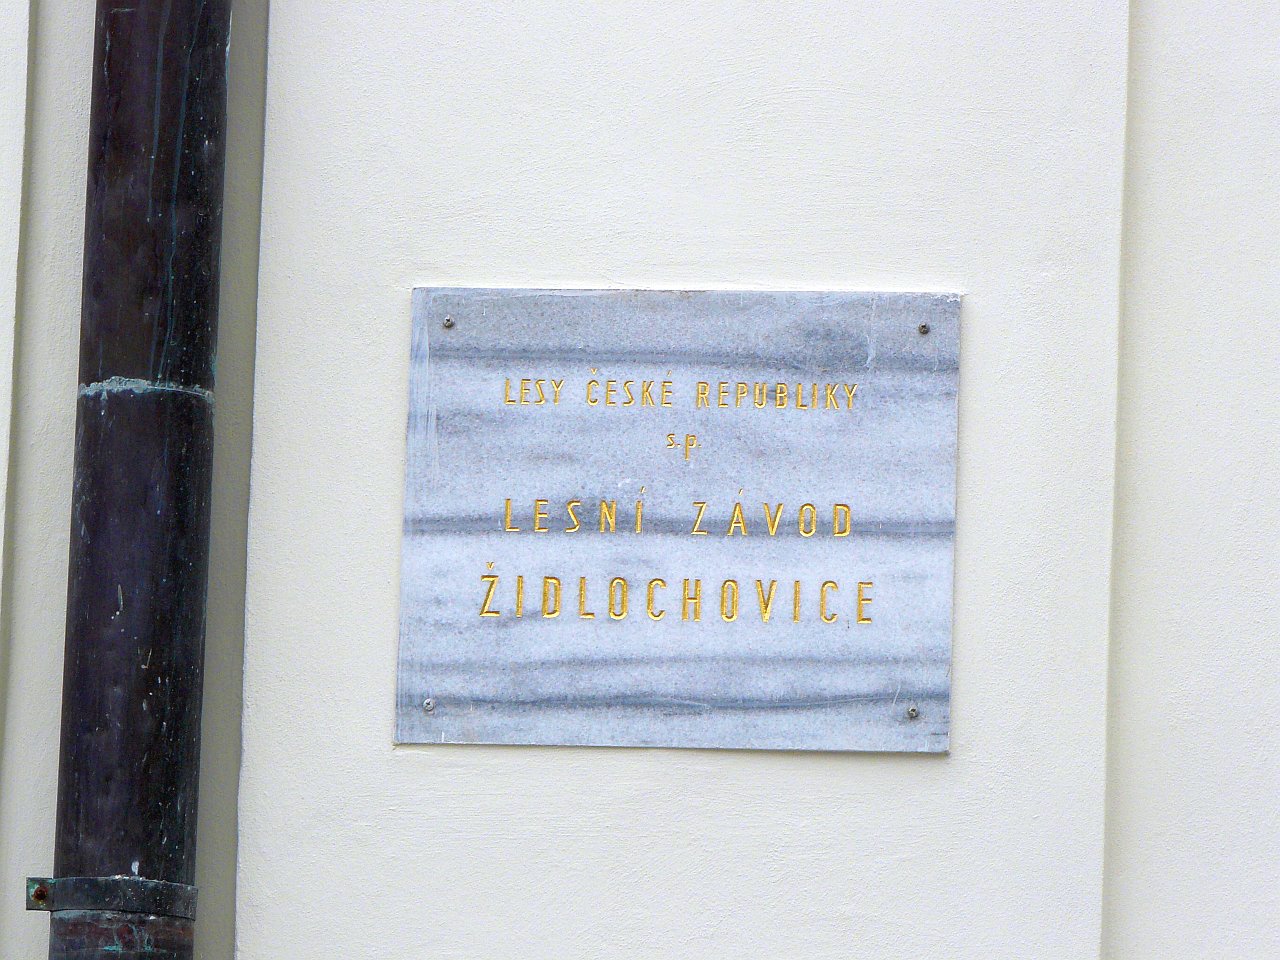 LESY ČESKÉ REPUBLIKY
s.p.
LESNÍ ZÁVOD
ŽIDLOCHOVICE